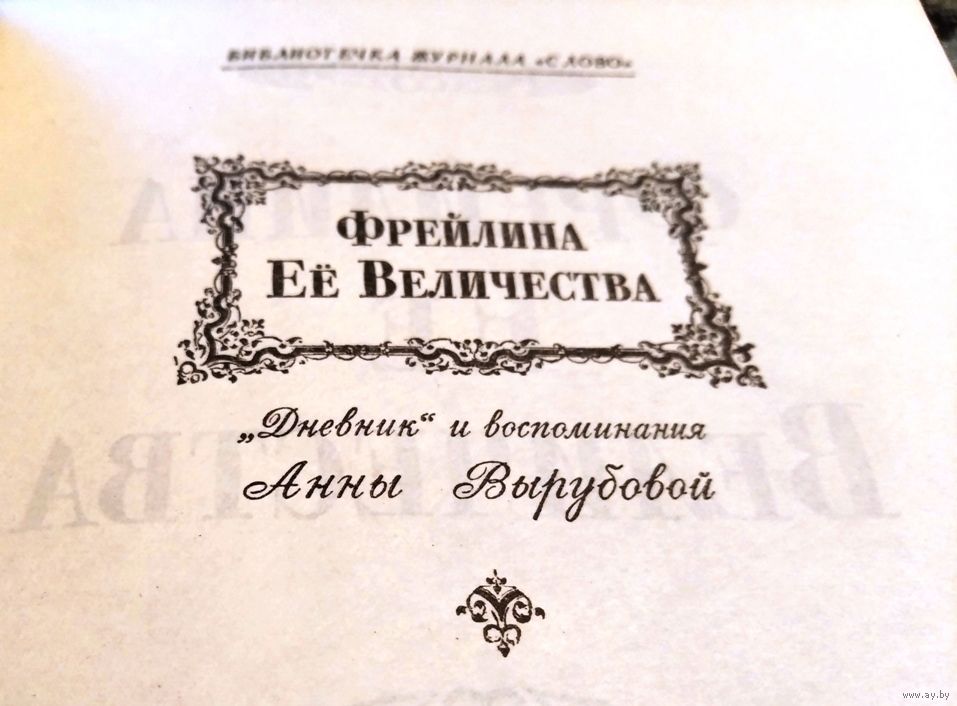 БИБЛИОТЕЧКА ЖУРНАЛА «СЛОВО»
ФРЕЙЛИНА
ЕЁ ВЕЛИЧЕСТВА
„Дневник“ и воспоминания
Анны Вырубовой
www.ay.by